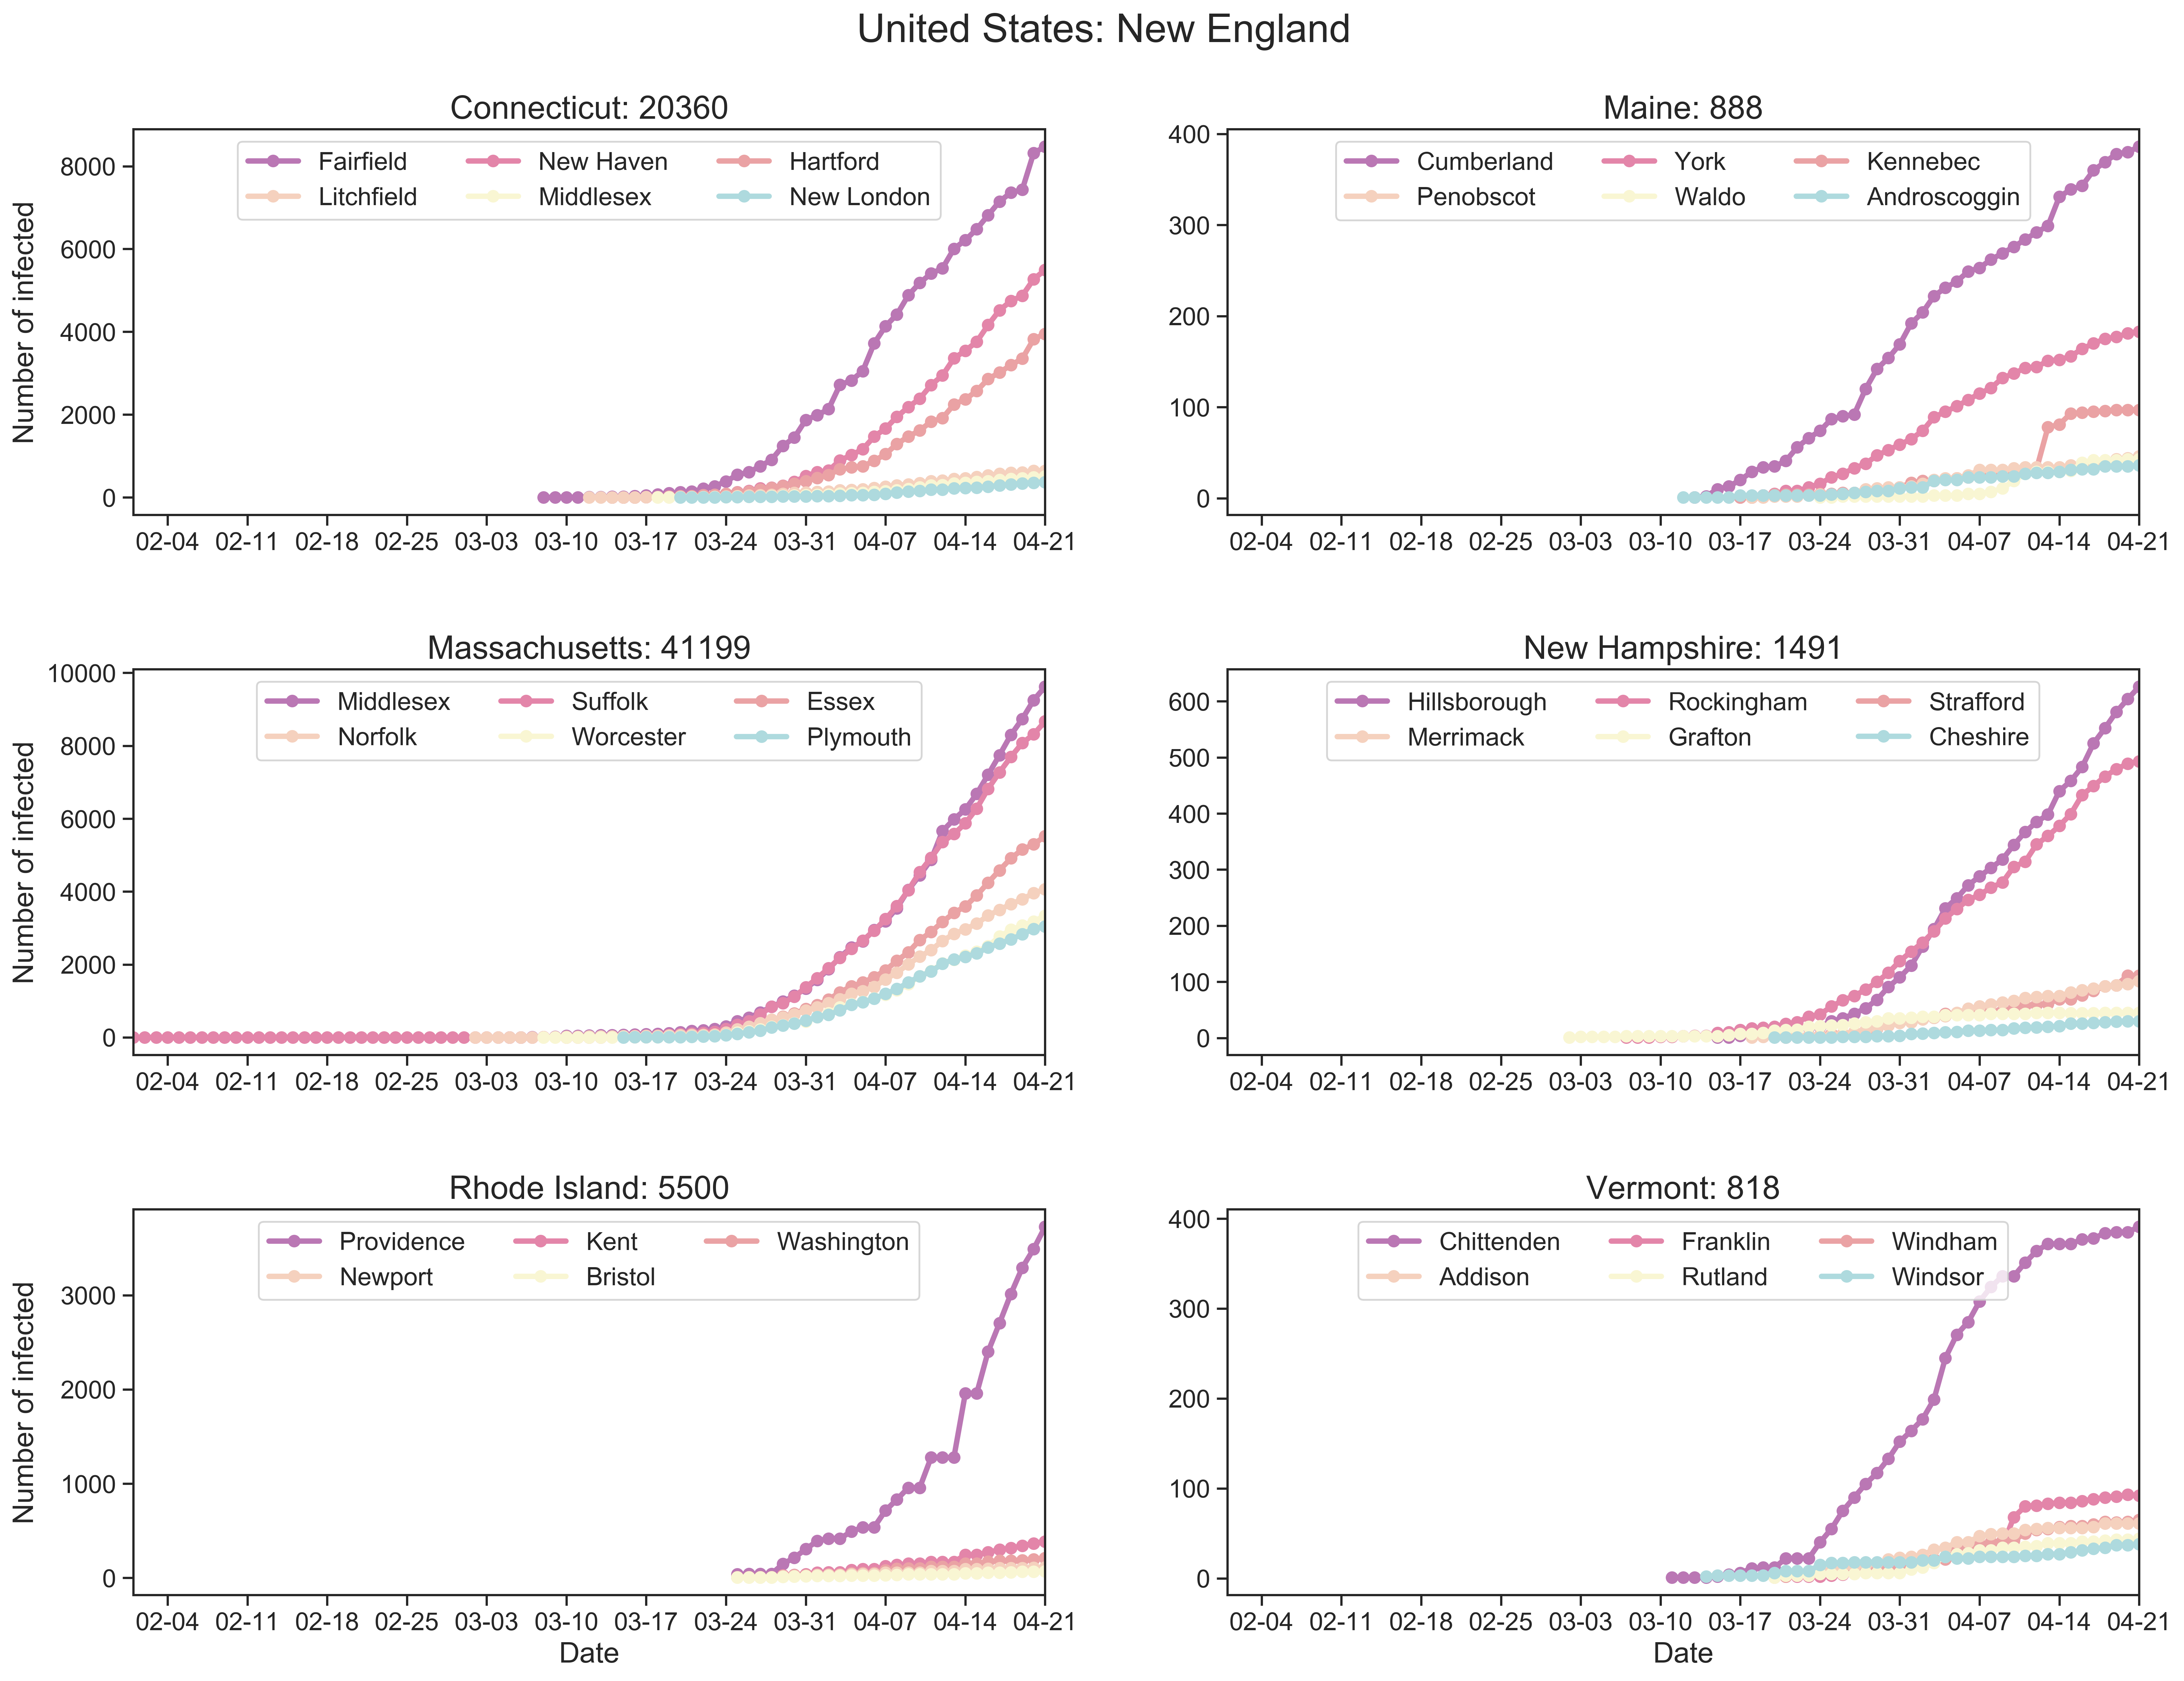 United States: New England
Connecticut: 20360
Number of infected
8000
6000
4000
2000
0
Fairfield New Haven Hartford
Litchfield Middlesex New London
02-04 02-11 02-18 02-25 03-03 03-10 03-17 03-24 03-31 04-07 04-14 04-21
Maine: 888
400
300
200
100
0
Cumberland York Kennebec
Penobscot Waldo Androscoggin
02-04 02-11 02-18 02-25 03-03 03-10 03-17 03-24 03-31 04-07 04-14 04-21
Massachusetts: 41199
Number of infected
10000
8000
6000
4000
2000
0
Middlesex Suffolk Essex
Norfolk Worcester Plymouth
02-04 02-11 02-18 02-25 03-03 03-10 03-17 03-24 03-31 04-07 04-14 04-21
New Hampshire: 1491
600
500
400
300
200
100
0
Hillsborough Rockingham Strafford
Merrimack Grafton Cheshire
02-04 02-11 02-18 02-25 03-03 03-10 03-17 03-24 03-31 04-07 04-14 04-21
Rhode Island: 5500
Number of infected
3000
2000
1000
0
Providence Kent Washington
Newport Bristol
02-04 02-11 02-18 02-25 03-03 03-10 03-17 03-24 03-31 04-07 04-14 04-21
Date
Vermont: 818
400
300
200
100
0
Chittenden Franklin Windham
Addison Rutland Windsor
02-04 02-11 02-18 02-25 03-03 03-10 03-17 03-24 03-31 04-07 04-14 04-21
Date